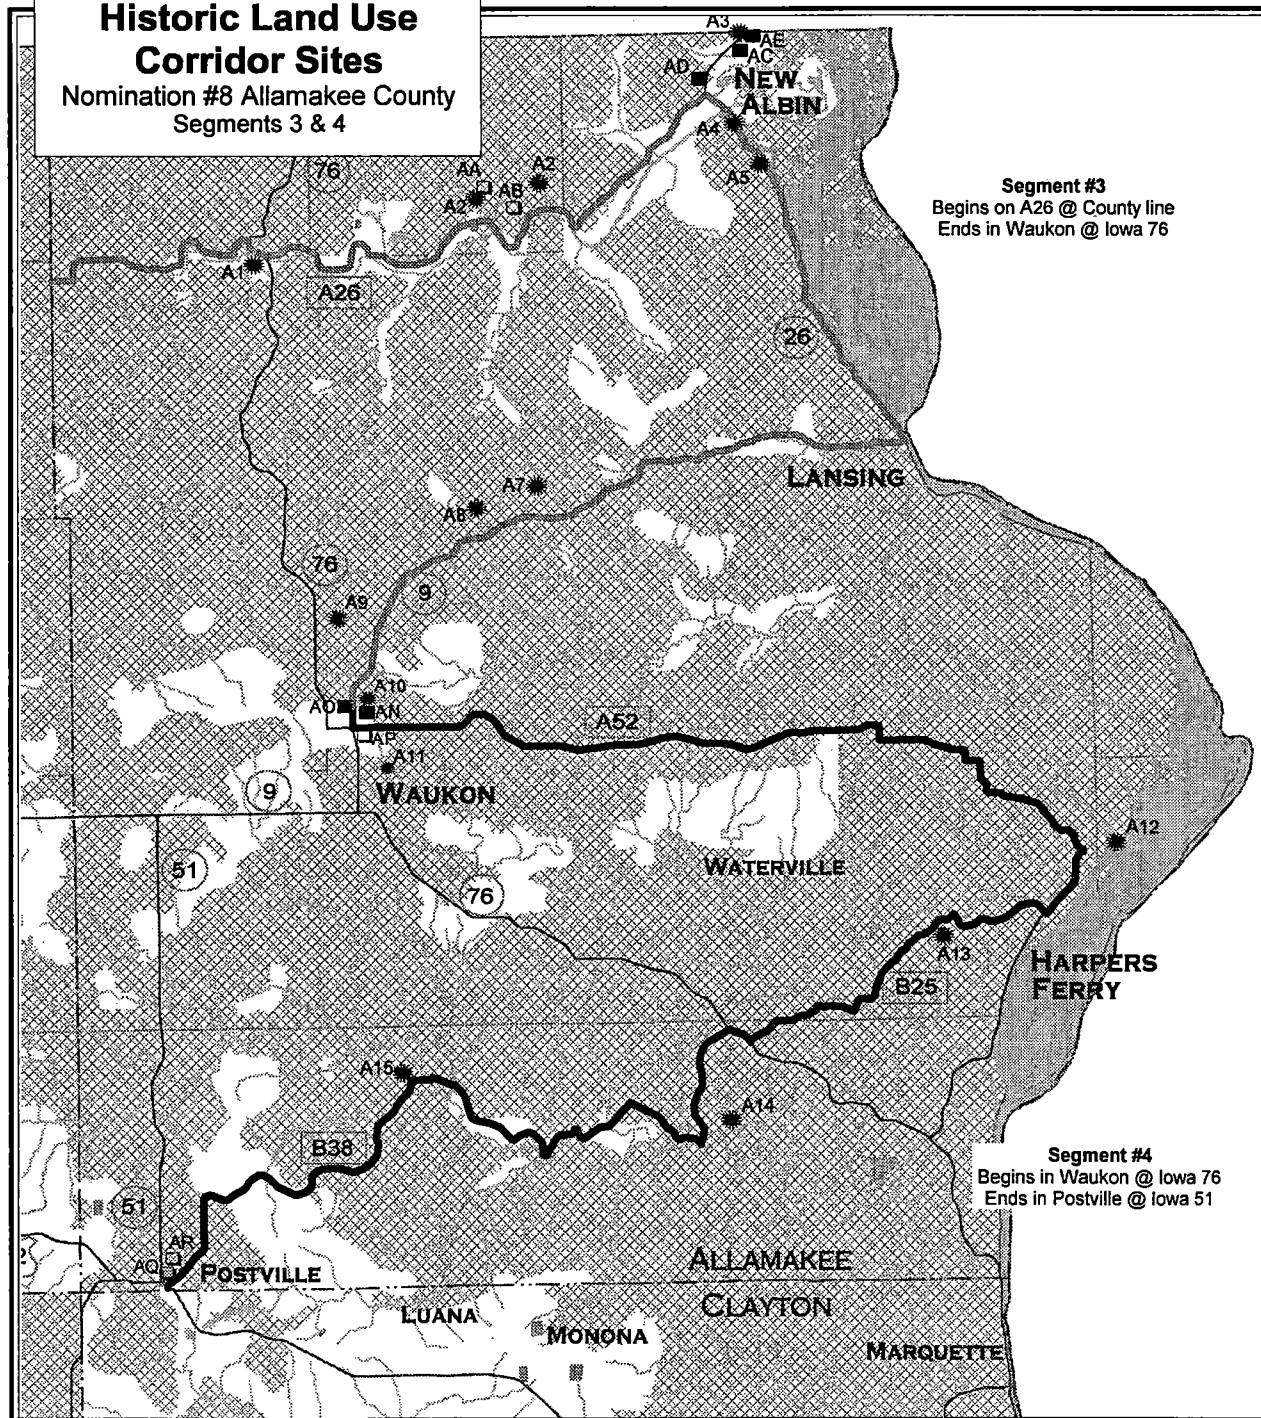 Historic Land Use
Corridor Sites
Nomination #8 Allamakee County
Segments 3 & 4
A3
AE
AC
AD
NEW
ALBIN
A4
A5
76
AA
A2
A2
AB
Segment #3
Begins on A26 @ County line
Ends in Waukon @ Iowa 76
A1
A26
26
LANSING
A7
A8
76
9
A9
A10
AO
AN
AP
A52
A11
WAUKON
9
A12
51
WATERVILLE
76
A13
HARPERS
FERRY
B25
A15
A14
B38
Segment #4
Begins in Waukon @ Iowa 76
Ends in Postville @ Iowa 51
51
AR
AQ
POSTVILLE
ALLAMAKEE
CLAYTON
LUANA
MONONA
MARQUETTE